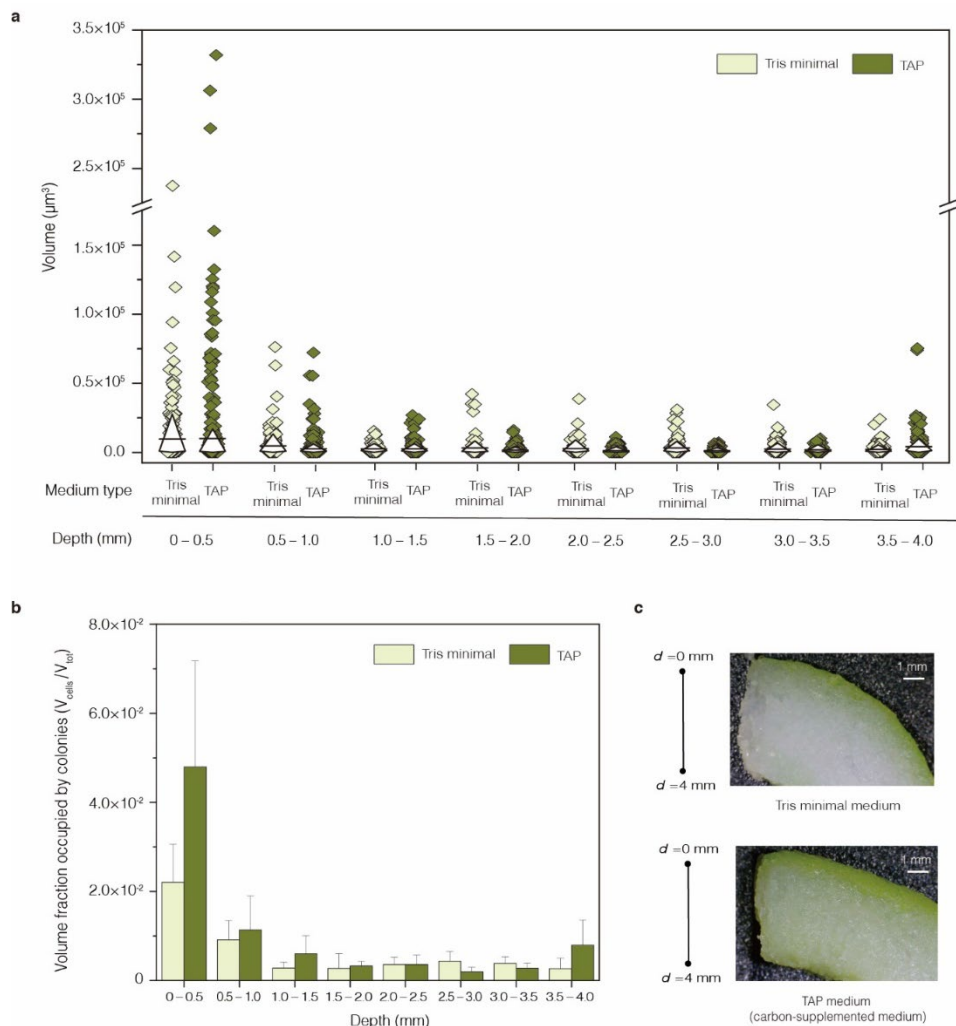 a
3.5×10⁵
3.0×10⁵
2.5×10⁵
1.5×10⁵
1.0×10⁵
0.5×10⁵
0.0
Volume (μm³)
Tris minimal TAP
Medium type Tris minimal TAP Tris minimal TAP Tris minimal TAP Tris minimal TAP Tris minimal TAP Tris minimal TAP Tris minimal TAP Tris minimal TAP
Depth (mm) 0 – 0.5 0.5 – 1.0 1.0 – 1.5 1.5 – 2.0 2.0 – 2.5 2.5 – 3.0 3.0 – 3.5 3.5 – 4.0
b
8.0×10⁻²
6.0×10⁻²
4.0×10⁻²
2.0×10⁻²
0
Volume fraction occupied by colonies (V_cells /V_tot)
Tris minimal TAP
0 – 0.5 0.5 – 1.0 1.0 – 1.5 1.5 – 2.0 2.0 – 2.5 2.5 – 3.0 3.0 – 3.5 3.5 – 4.0
Depth (mm)
c
d =0 mm
d =4 mm
1 mm
Tris minimal medium
d =0 mm
d =4 mm
1 mm
TAP medium
(carbon-supplemented medium)